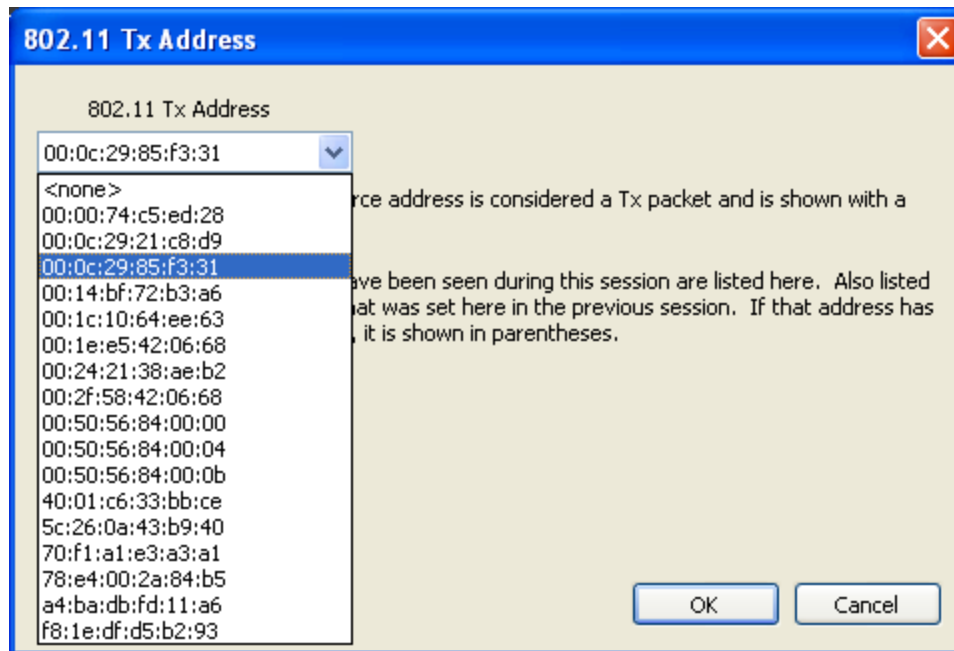 802.11 Tx Address
802.11 Tx Address
00:0c:29:85:f3:31
<none>
00:00:74:c5:ed:28
00:0c:29:21:c8:d9
00:0c:29:85:f3:31
00:14:bf:72:b3:a6
00:1c:10:64:ee:63
00:1e:e5:42:06:68
00:24:21:38:ae:b2
00:2f:58:42:06:68
00:50:56:84:00:00
00:50:56:84:00:04
00:50:56:84:00:0b
40:01:c6:33:bb:ce
5c:26:0a:43:b9:40
70:f1:a1:e3:a3:a1
78:e4:00:2a:84:b5
a4:ba:db:fd:11:a6
f8:1e:df:d5:b2:93
rce address is considered a Tx packet and is shown with a
ave been seen during this session are listed here.  Also listed
at was set here in the previous session.  If that address has
, it is shown in parentheses.
OK
Cancel